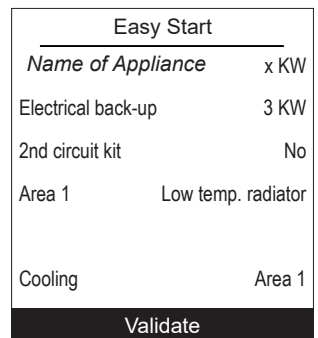 Easy Start
Name of Appliance x KW
Electrical back-up 3 KW
2nd circuit kit No
Area 1 Low temp. radiator
Cooling Area 1
Validate